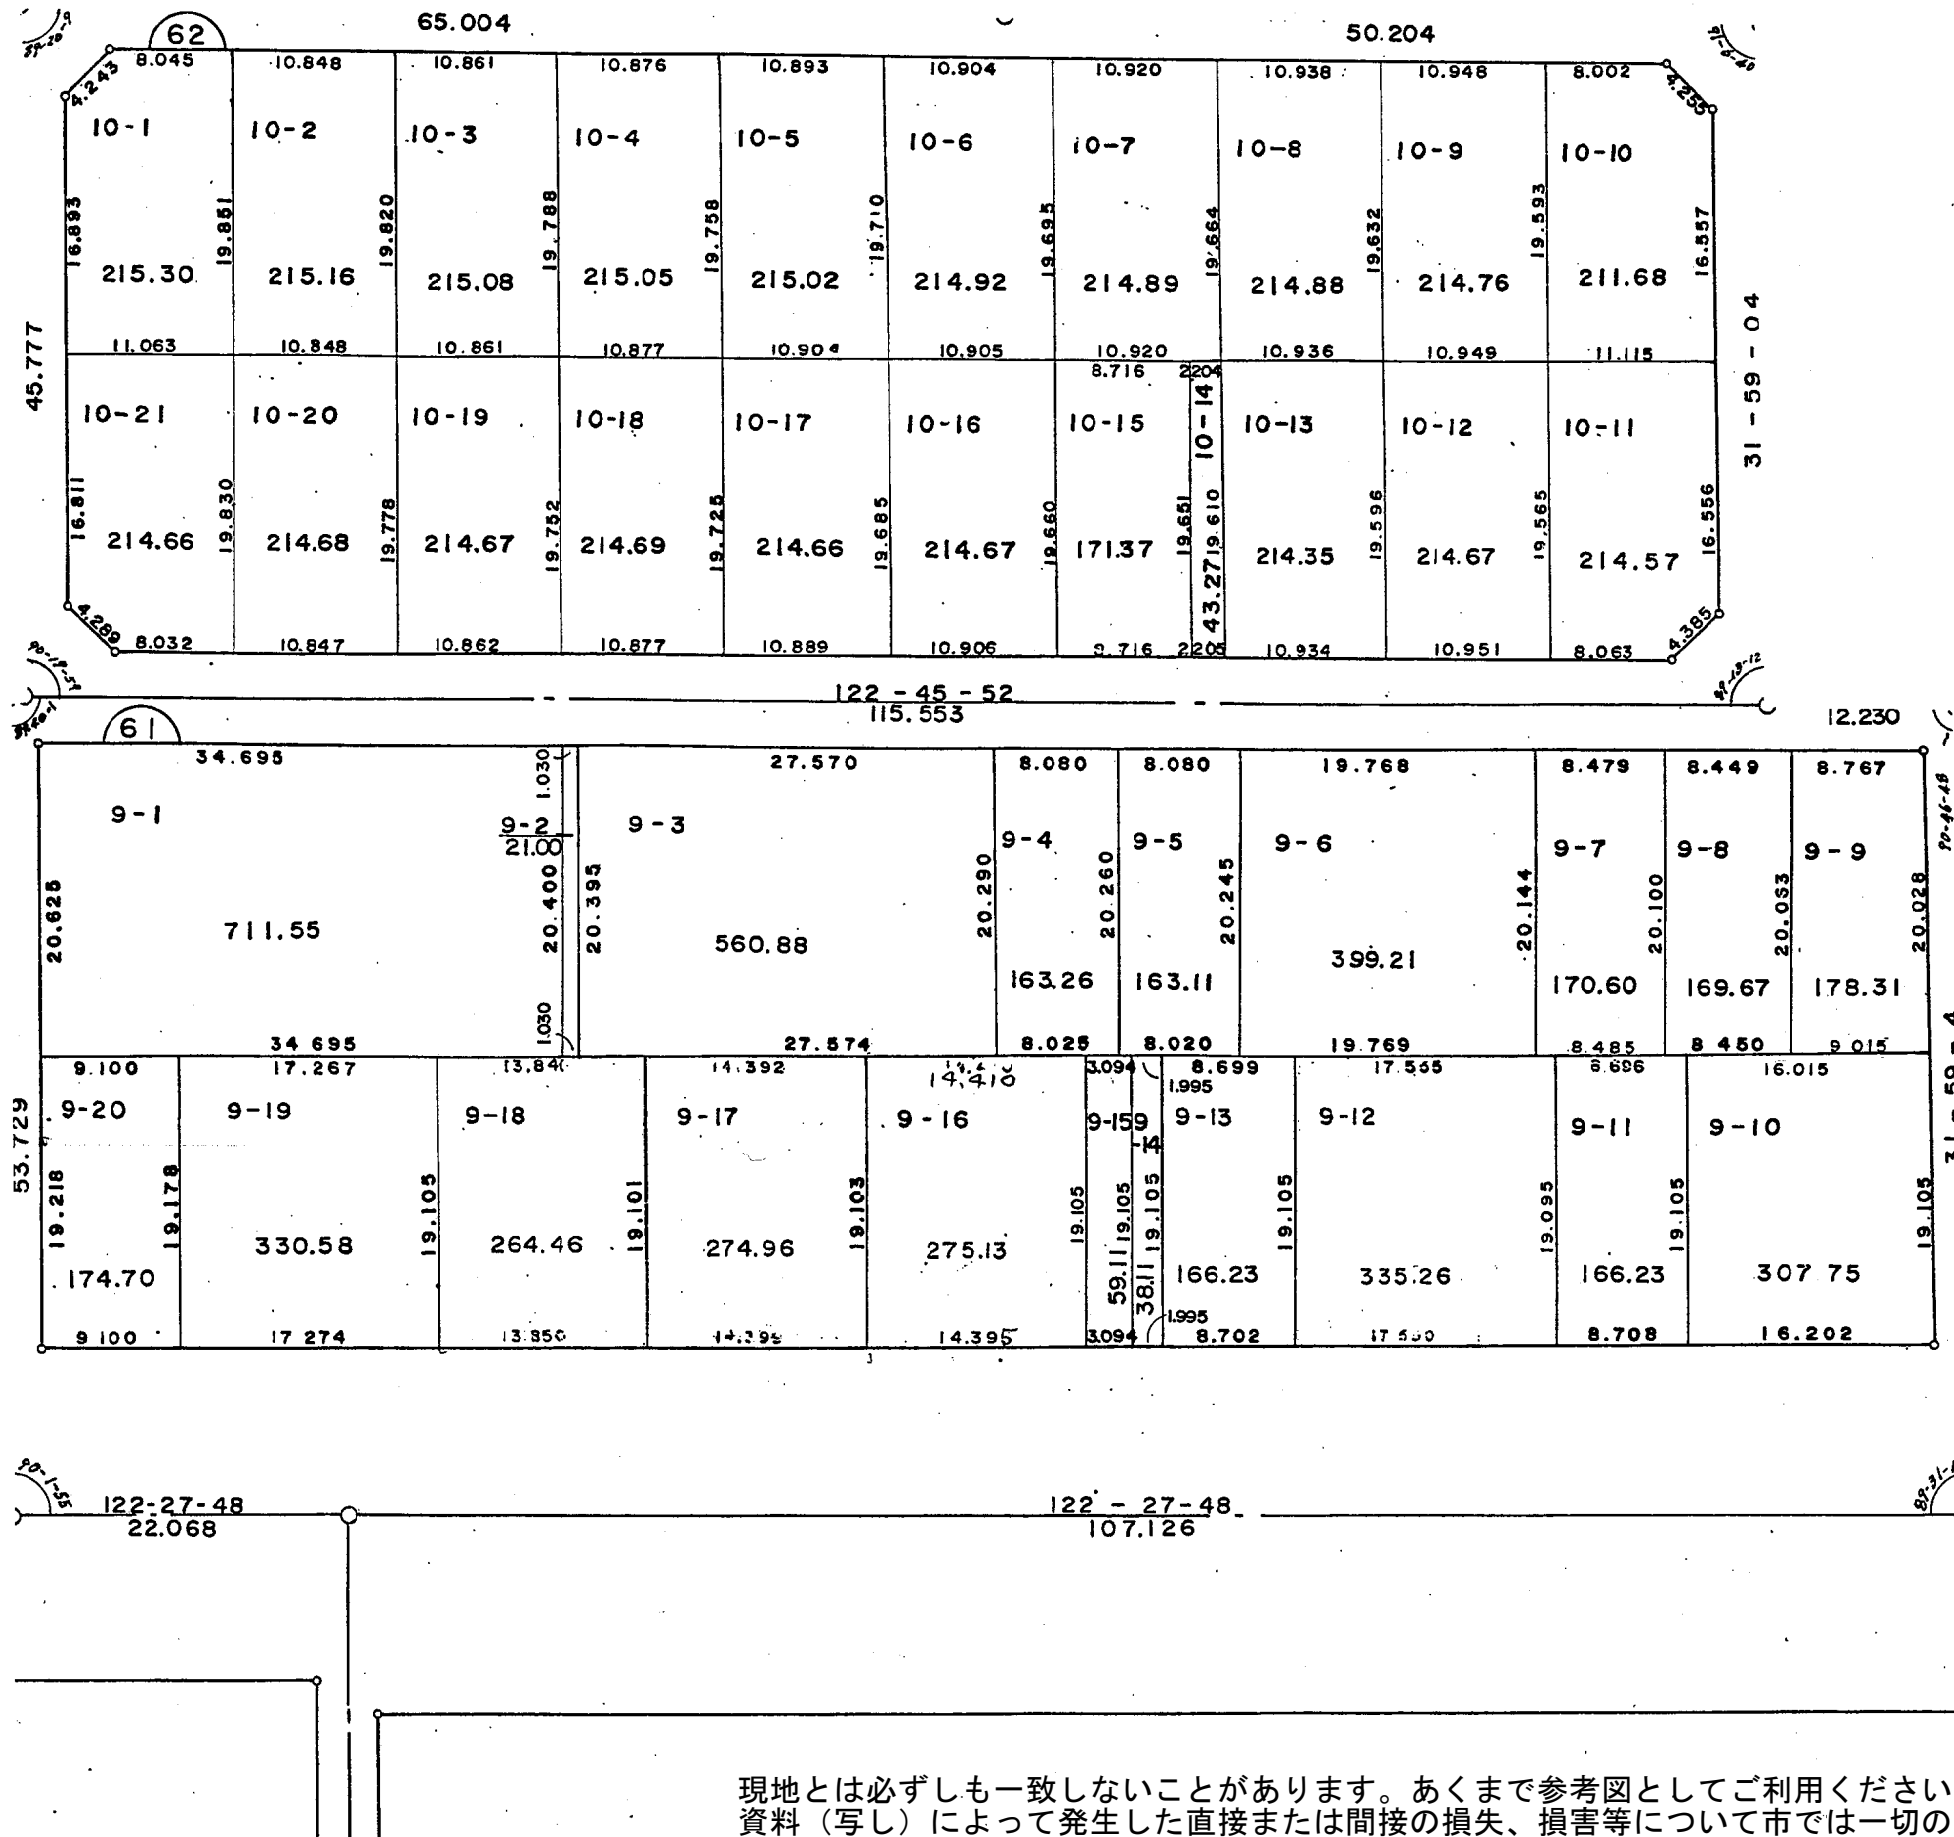 65.004 50.204
62
8.045 10.848 10.861 10.876 10.893 10.904 10.920 10.938 10.948 8.002
4.243 4.255
10-1 10-2 10-3 10-4 10-5 10-6 10-7 10-8 10-9 10-10
16.893 19.851 19.820 19.788 19.758 19.710 19.695 19.664 19.632 19.593 16.557
215.30 215.16 215.08 215.05 215.02 214.92 214.89 214.88 214.76 211.68
45.777 31-59-04
11.063 10.848 10.861 10.877 10.905 10.920 10.936 10.949 11.115
8.716 2204
10-21 10-20 10-19 10-18 10-17 10-16 10-15 10-14 10-13 10-12 10-11
16.811 19.830 19.778 19.752 19.725 19.685 19.660 19.651 19.610 19.596 19.565 16.556
214.66 214.68 214.67 214.69 214.66 214.67 171.37 43.27 214.35 214.67 214.57
4.289 4.385
8.032 10.847 10.862 10.877 10.889 10.906 2205 10.934 10.951 8.063
90-19-59 89-13-12
122-45-52
115.553
12.230
61
34.695 1.030 27.570 8.080 8.080 19.768 8.479 8.449 8.767
9-1 9-2 9-3 9-4 9-5 9-6 9-7 9-8 9-9
21.00
90-46-48
20.625 20.400 20.395 20.290 20.260 20.245 20.144 20.100 20.063 20.028
711.55 560.88 163.26 163.11 399.21 170.60 169.67 178.31
34.695 1.030 27.574 8.025 8.020 19.769 8.485 8.450 9.015
9.100 17.267 14.392 14.410 3.094 1.995 8.699 17.555 8.696 16.015
9-20 9-19 9-18 9-17 9-16 9-15 9-14 9-13 9-12 9-11 9-10
53.729
19.218 19.178 19.105 19.101 19.103 19.105 19.105 19.105 19.105 19.095 19.105 19.105
174.70 330.58 264.46 274.96 275.13 59.11 38.11 166.23 335.26 166.23 307.75
9.100 17.274 13.850 14.395 3.094 1.995 8.702 8.708 16.202
90-1-55
122-27-48 122-27-48
22.068 107.126
現地とは必ずしも一致しないことがあります。あくまで参考図としてご利用ください
資料（写し）によって発生した直接または間接の損失、損害等について市では一切の